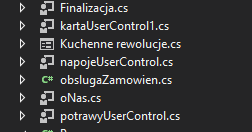 Finalizacja.cs
kartaUserControl1.cs
Kuchenne rewolucje.cs
napojeUserControl.cs
obslugaZamowien.cs
oNas.cs
potrawyUserControl.cs